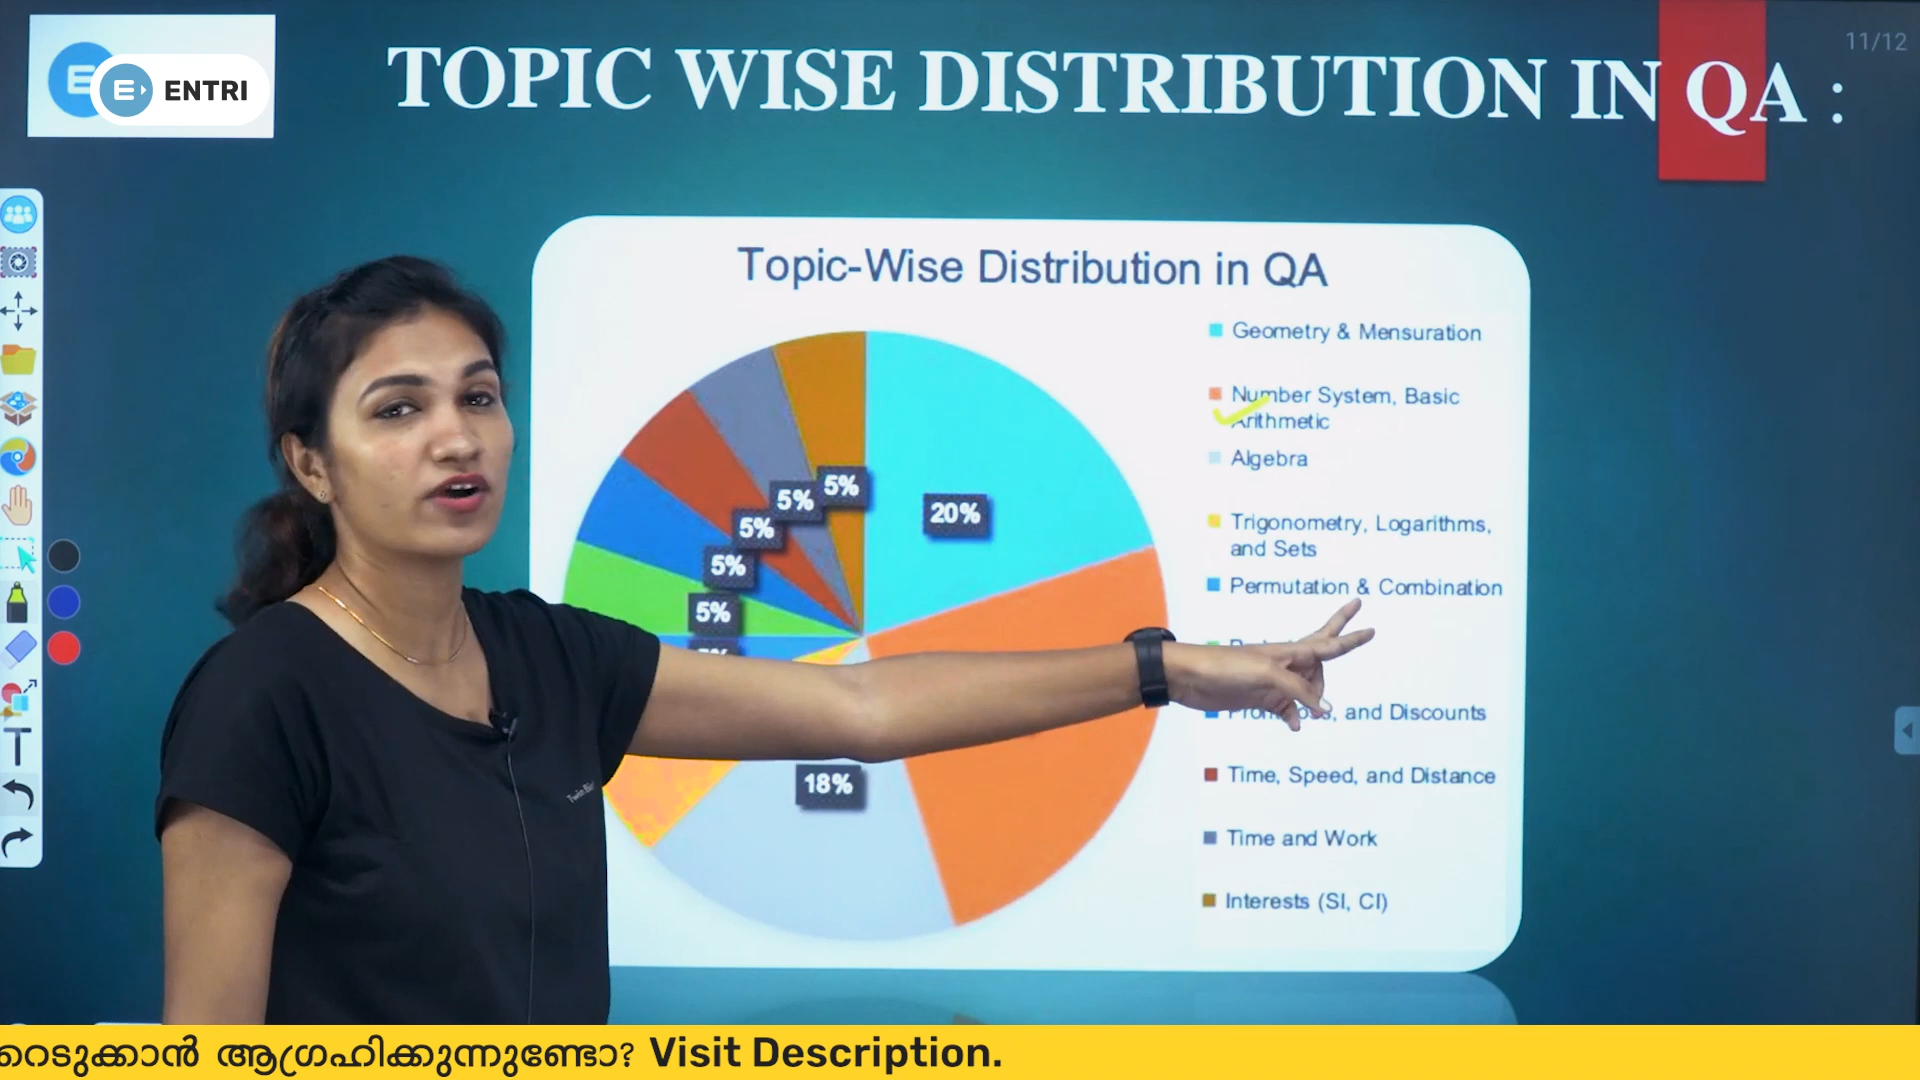 ENTRI
TOPIC WISE DISTRIBUTION IN QA :
11/12
Topic-Wise Distribution in QA
Geometry & Mensuration
Number System, Basic
Arithmetic
Algebra
Trigonometry, Logarithms,
and Sets
Permutation & Combination
and Discounts
Time, Speed, and Distance
Time and Work
Interests (SI, CI)
5%
5%
5%
5%
5%
20%
18%
റെടുക്കാൻ ആഗ്രഹിക്കുന്നുണ്ടോ? Visit Description.